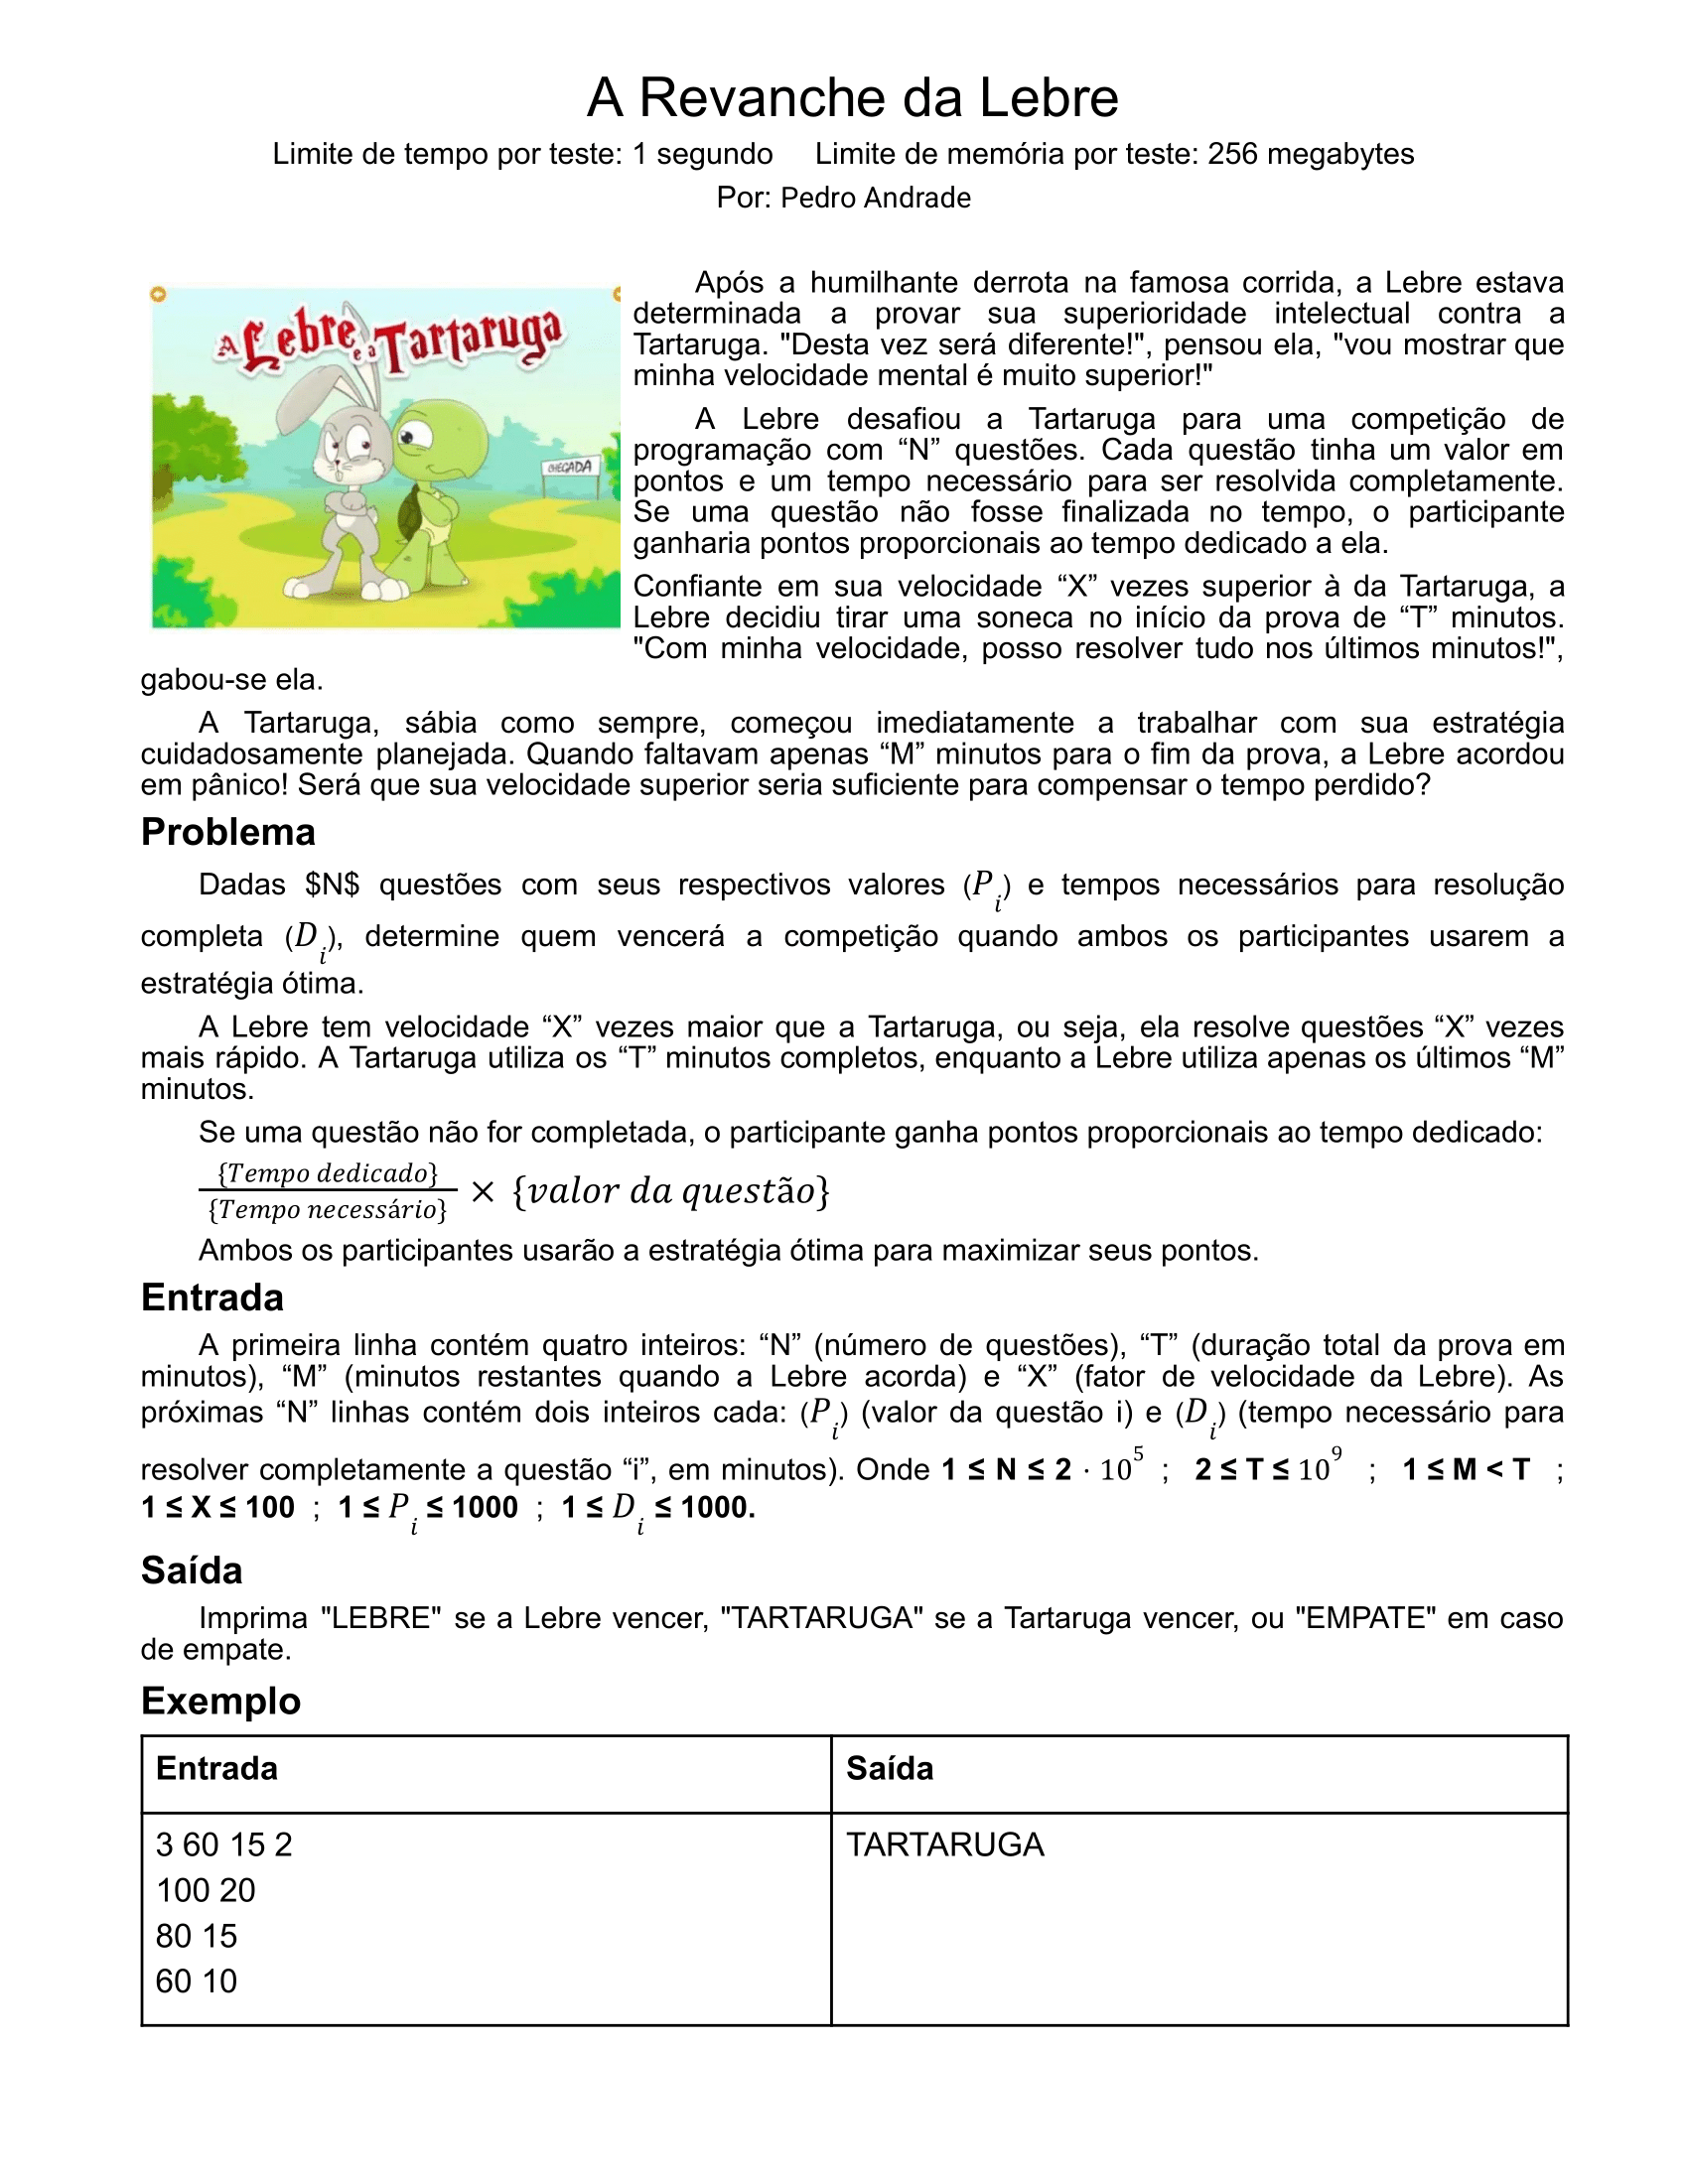 A Revanche da Lebre
Limite de tempo por teste: 1 segundo     Limite de memória por teste: 256 megabytes
Por: Pedro Andrade
A Lebre e a Tartaruga
CHEGADA
Após a humilhante derrota na famosa corrida, a Lebre estava
determinada a provar sua superioridade intelectual contra a
Tartaruga. "Desta vez será diferente!", pensou ela, "vou mostrar que
minha velocidade mental é muito superior!"
A Lebre desafiou a Tartaruga para uma competição de
programação com “N” questões. Cada questão tinha um valor em
pontos e um tempo necessário para ser resolvida completamente.
Se uma questão não fosse finalizada no tempo, o participante
ganharia pontos proporcionais ao tempo dedicado a ela.
Confiante em sua velocidade “X” vezes superior à da Tartaruga, a
Lebre decidiu tirar uma soneca no início da prova de “T” minutos.
"Com minha velocidade, posso resolver tudo nos últimos minutos!",
gabou-se ela.
A Tartaruga, sábia como sempre, começou imediatamente a trabalhar com sua estratégia
cuidadosamente planejada. Quando faltavam apenas “M” minutos para o fim da prova, a Lebre acordou
em pânico! Será que sua velocidade superior seria suficiente para compensar o tempo perdido?
Problema
Dadas $N$ questões com seus respectivos valores (P_i) e tempos necessários para resolução
completa (D_i), determine quem vencerá a competição quando ambos os participantes usarem a
estratégia ótima.
A Lebre tem velocidade “X” vezes maior que a Tartaruga, ou seja, ela resolve questões “X” vezes
mais rápido. A Tartaruga utiliza os “T” minutos completos, enquanto a Lebre utiliza apenas os últimos “M”
minutos.
Se uma questão não for completada, o participante ganha pontos proporcionais ao tempo dedicado:
{Tempo dedicado}
{Tempo necessário} × {valor da questão}
Ambos os participantes usarão a estratégia ótima para maximizar seus pontos.
Entrada
A primeira linha contém quatro inteiros: “N” (número de questões), “T” (duração total da prova em
minutos), “M” (minutos restantes quando a Lebre acorda) e “X” (fator de velocidade da Lebre). As
próximas “N” linhas contém dois inteiros cada: (P_i) (valor da questão i) e (D_i) (tempo necessário para
resolver completamente a questão “i”, em minutos). Onde 1 ≤ N ≤ 2 · 10^5 ; 2 ≤ T ≤ 10^9 ; 1 ≤ M < T ;
1 ≤ X ≤ 100 ; 1 ≤ P_i ≤ 1000 ; 1 ≤ D_i ≤ 1000.
Saída
Imprima "LEBRE" se a Lebre vencer, "TARTARUGA" se a Tartaruga vencer, ou "EMPATE" em caso
de empate.
Exemplo
Entrada Saída
3 60 15 2 TARTARUGA
100 20
80 15
60 10